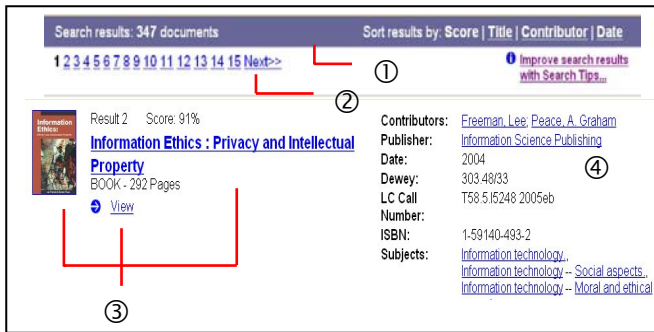 Search results: 347 documents
Sort results by: Score | Title | Contributor | Date
1 2 3 4 5 6 7 8 9 10 11 12 13 14 15 Next>>
Improve search results
with Search Tips...
①
②
Information
Ethics:
Result 2 Score: 91%
Information Ethics : Privacy and Intellectual
Property
BOOK - 292 Pages
View
③
Contributors: Freeman, Lee; Peace, A. Graham
Publisher: Information Science Publishing
Date: 2004
④
Dewey: 303.48/33
LC Call T58.5.I5248 2005eb
Number:
ISBN: 1-59140-493-2
Subjects: Information technology.,
Information technology -- Social aspects.,
Information technology -- Moral and ethical